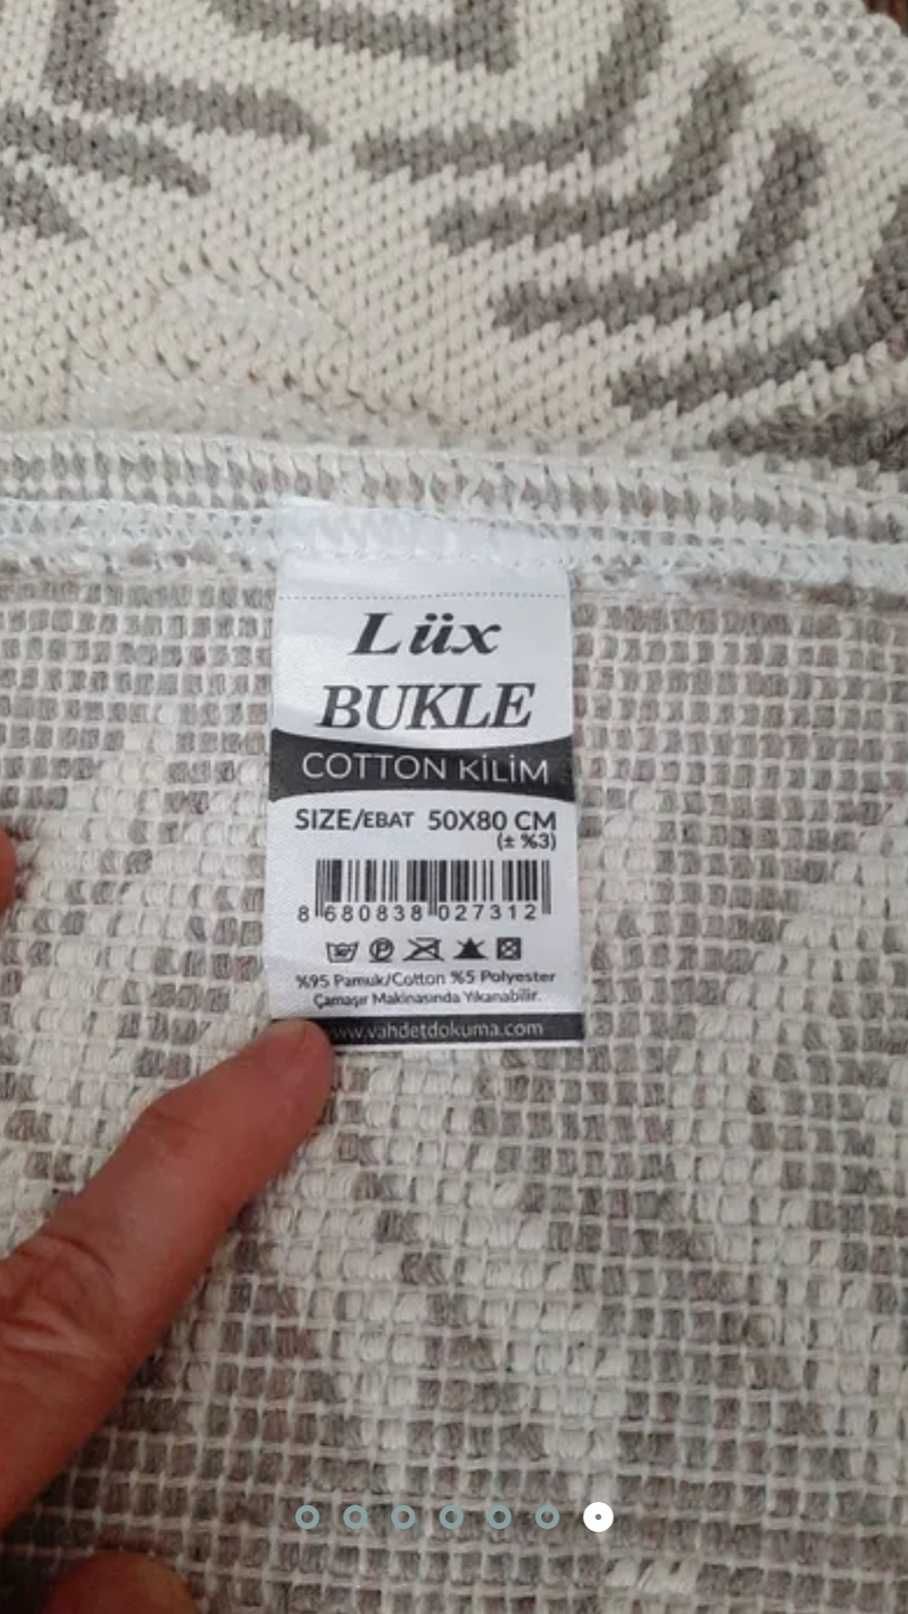 Lüx
BUKLE
COTTON KİLİM
SIZE/EBAT 50X80 CM
(± %3)
8 680838 027312
%95 Pamuk/Cotton %5 Polyester
Çamaşır Makinasında Yıkanabilir.
www.vahdetdokuma.com